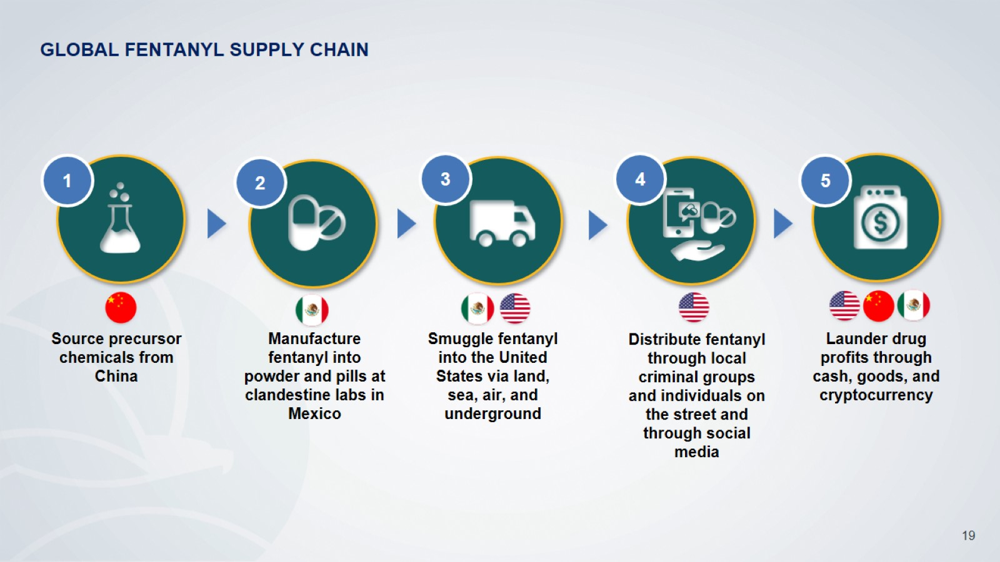 GLOBAL FENTANYL SUPPLY CHAIN
1
2
3
4
5
Source precursor
chemicals from
China
Manufacture
fentanyl into
powder and pills at
clandestine labs in
Mexico
Smuggle fentanyl
into the United
States via land,
sea, air, and
underground
Distribute fentanyl
through local
criminal groups
and individuals on
the street and
through social
media
$
Launder drug
profits through
cash, goods, and
cryptocurrency
19